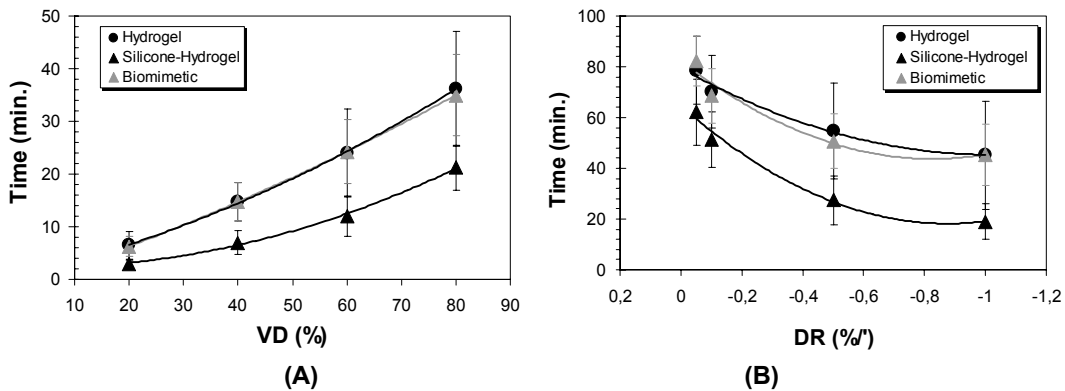 50
40
30
20
10
0
Time (min.)
10 20 30 40 50 60 70 80 90
VD (%)
Hydrogel
Silicone-Hydrogel
Biomimetic
(A)
100
80
60
40
20
0
Time (min.)
0,2 0 -0,2 -0,4 -0,6 -0,8 -1 -1,2
DR (%/')
Hydrogel
Silicone-Hydrogel
Biomimetic
(B)